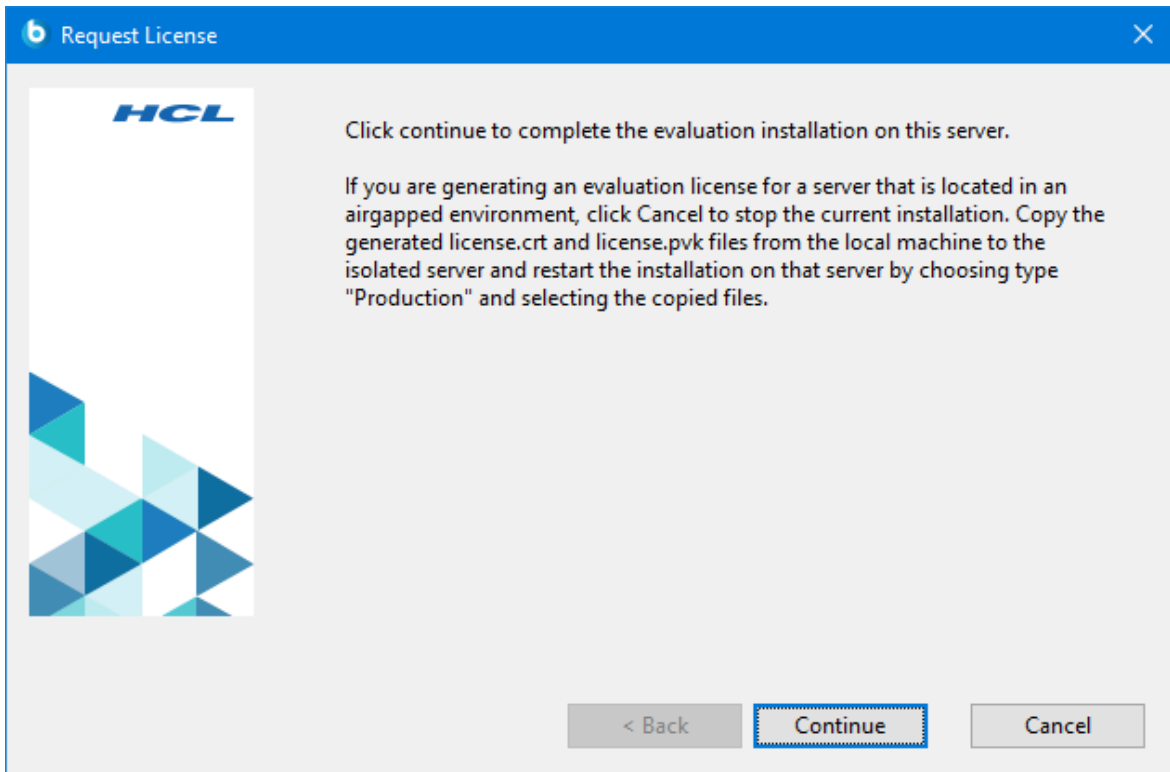 Request License
HCL
Click continue to complete the evaluation installation on this server.
If you are generating an evaluation license for a server that is located in an
airgapped environment, click Cancel to stop the current installation. Copy the
generated license.crt and license.pvk files from the local machine to the
isolated server and restart the installation on that server by choosing type
"Production" and selecting the copied files.
< Back
Continue
Cancel